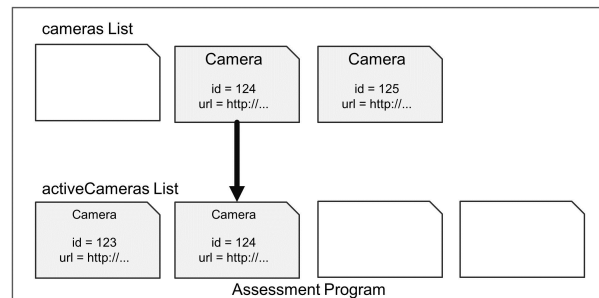 cameras List
Camera
id = 124
url = http://...
Camera
id = 125
url = http://...
activeCameras List
Camera
id = 123
url = http://...
Camera
id = 124
url = http://...
Assessment Program